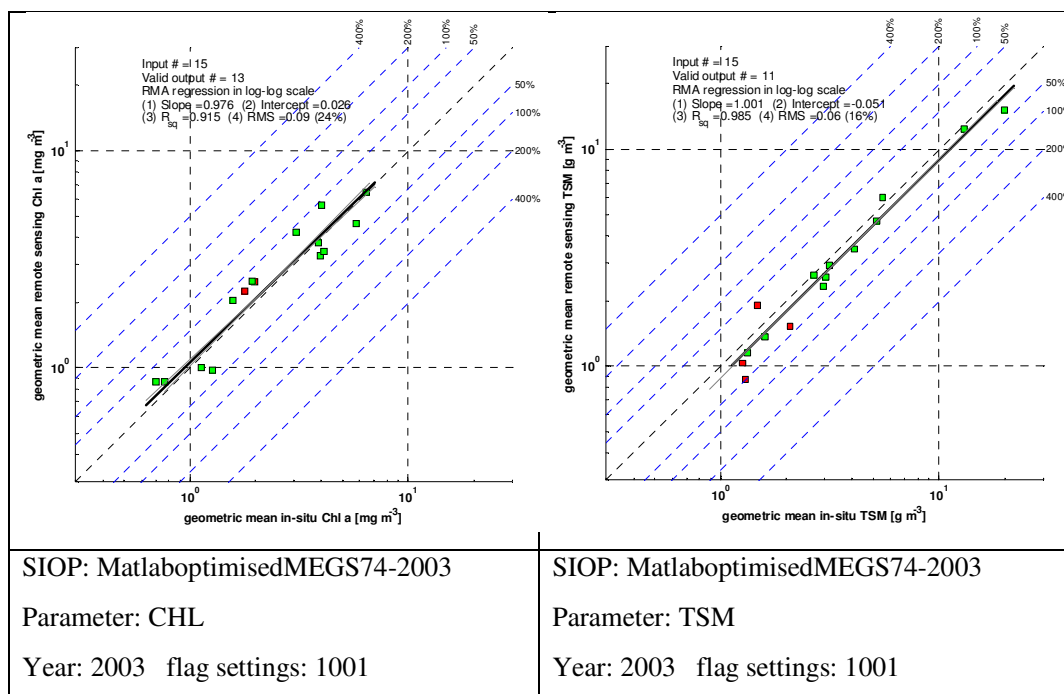 400%
200%
100%
50%
Input # = 15
Valid output # = 13
RMA regression in log-log scale
(1) Slope =0.976 (2) Intercept =0.026
(3) R_sq =0.915 (4) RMS =0.09 (24%)
50%
100%
200%
400%
10^1
10^0
geometric mean remote sensing Chl a [mg m^-3]
10^0
10^1
geometric mean in-situ Chl a [mg m^-3]
400%
200%
100%
50%
Input # = 15
Valid output # = 11
RMA regression in log-log scale
(1) Slope =1.001 (2) Intercept =-0.051
(3) R_sq =0.985 (4) RMS =0.06 (16%)
50%
100%
200%
400%
10^1
10^0
geometric mean remote sensing TSM [g m^-3]
10^0
10^1
geometric mean in-situ TSM [g m^-3]
SIOP: MatlaboptimisedMEGS74-2003
Parameter: CHL
Year: 2003 flag settings: 1001
SIOP: MatlaboptimisedMEGS74-2003
Parameter: TSM
Year: 2003 flag settings: 1001